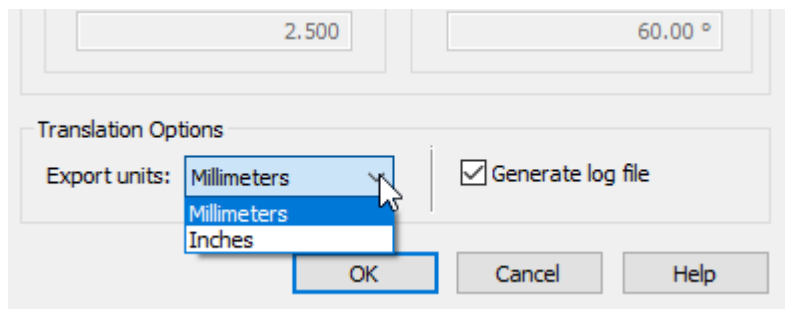 2.500
60.00 °
Translation Options
Export units:
Millimeters
Generate log file
Millimeters
Inches
OK
Cancel
Help